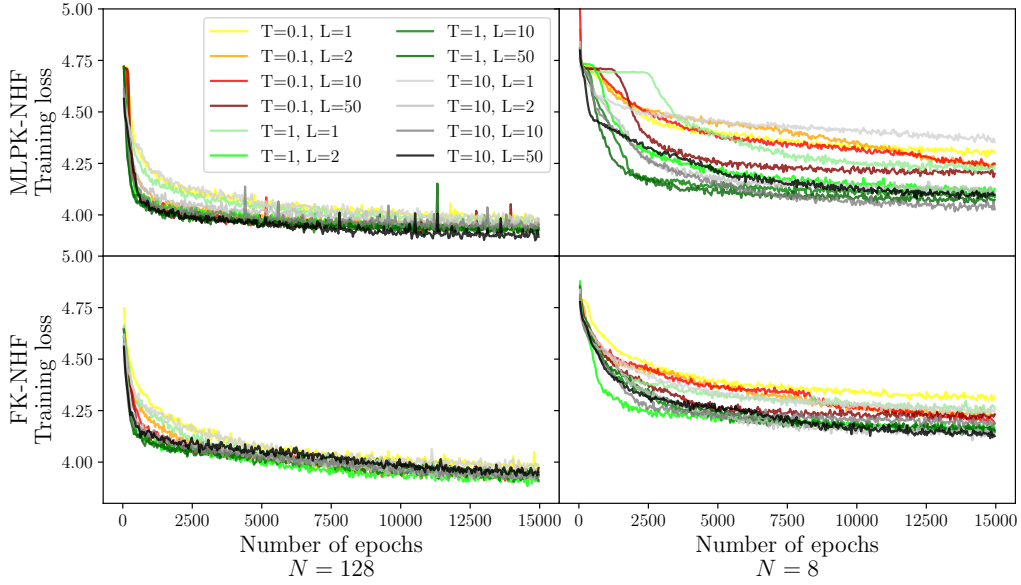 MLPK-NHF
Training loss
5.00
4.75
4.50
4.25
4.00
T=0.1, L=1
T=0.1, L=2
T=0.1, L=10
T=0.1, L=50
T=1, L=1
T=1, L=2
T=1, L=10
T=1, L=50
T=10, L=1
T=10, L=2
T=10, L=10
T=10, L=50
FK-NHF
Training loss
5.00
4.75
4.50
4.25
4.00
0 2500 5000 7500 10000 12500 15000
Number of epochs
N = 128
0 2500 5000 7500 10000 12500 15000
Number of epochs
N = 8